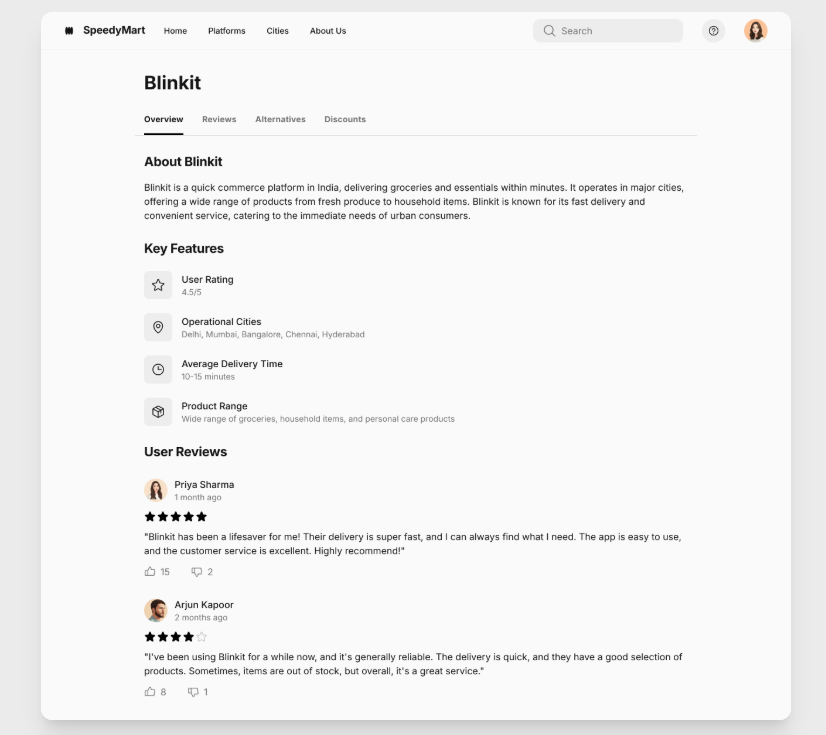 SpeedyMart Home Platforms Cities About Us Search
Blinkit
Overview Reviews Alternatives Discounts
About Blinkit
Blinkit is a quick commerce platform in India, delivering groceries and essentials within minutes. It operates in major cities,
offering a wide range of products from fresh produce to household items. Blinkit is known for its fast delivery and
convenient service, catering to the immediate needs of urban consumers.
Key Features
User Rating
4.5/5
Operational Cities
Delhi, Mumbai, Bangalore, Chennai, Hyderabad
Average Delivery Time
10-15 minutes
Product Range
Wide range of groceries, household items, and personal care products
User Reviews
Priya Sharma
1 month ago
"Blinkit has been a lifesaver for me! Their delivery is super fast, and I can always find what I need. The app is easy to use,
and the customer service is excellent. Highly recommend!"
15 2
Arjun Kapoor
2 months ago
"I've been using Blinkit for a while now, and it's generally reliable. The delivery is quick, and they have a good selection of
products. Sometimes, items are out of stock, but overall, it's a great service."
8 1